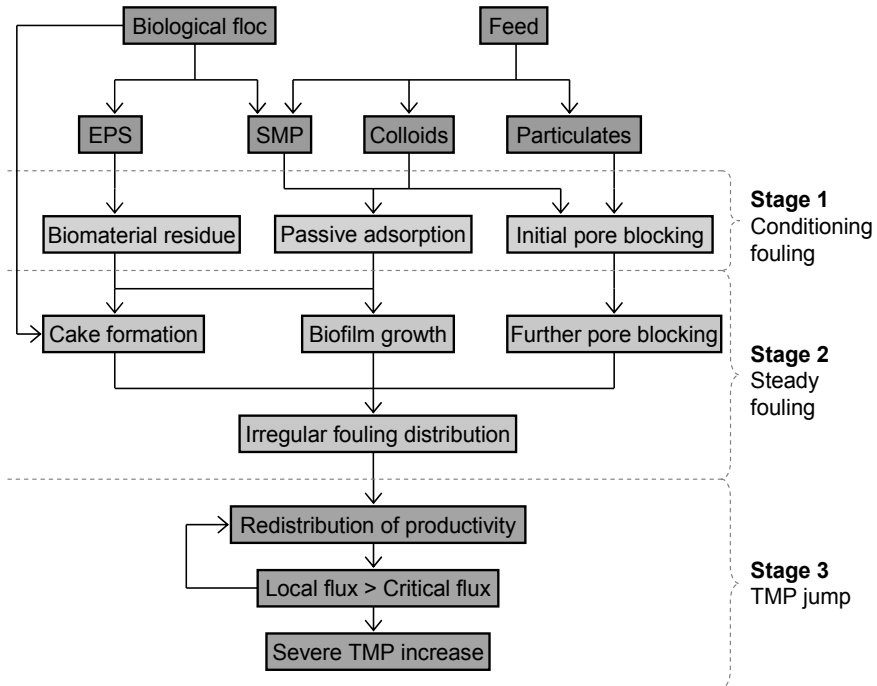 Biological floc
Feed
EPS
SMP
Colloids
Particulates
Stage 1
Conditioning
fouling
Biomaterial residue
Passive adsorption
Initial pore blocking
Cake formation
Biofilm growth
Further pore blocking
Stage 2
Steady
fouling
Irregular fouling distribution
Redistribution of productivity
Local flux > Critical flux
Severe TMP increase
Stage 3
TMP jump